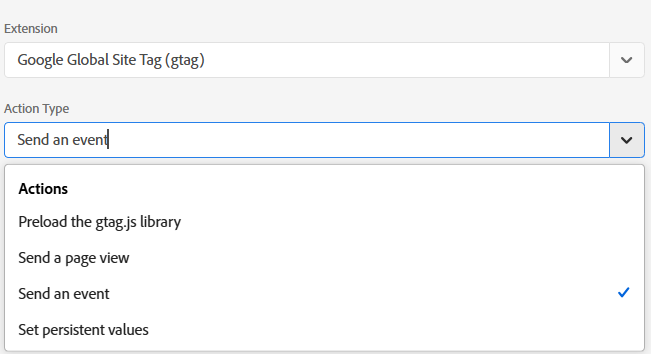 Extension
Google Global Site Tag (gtag)
Action Type
Send an event
Actions
Preload the gtag.js library
Send a page view
Send an event
Set persistent values